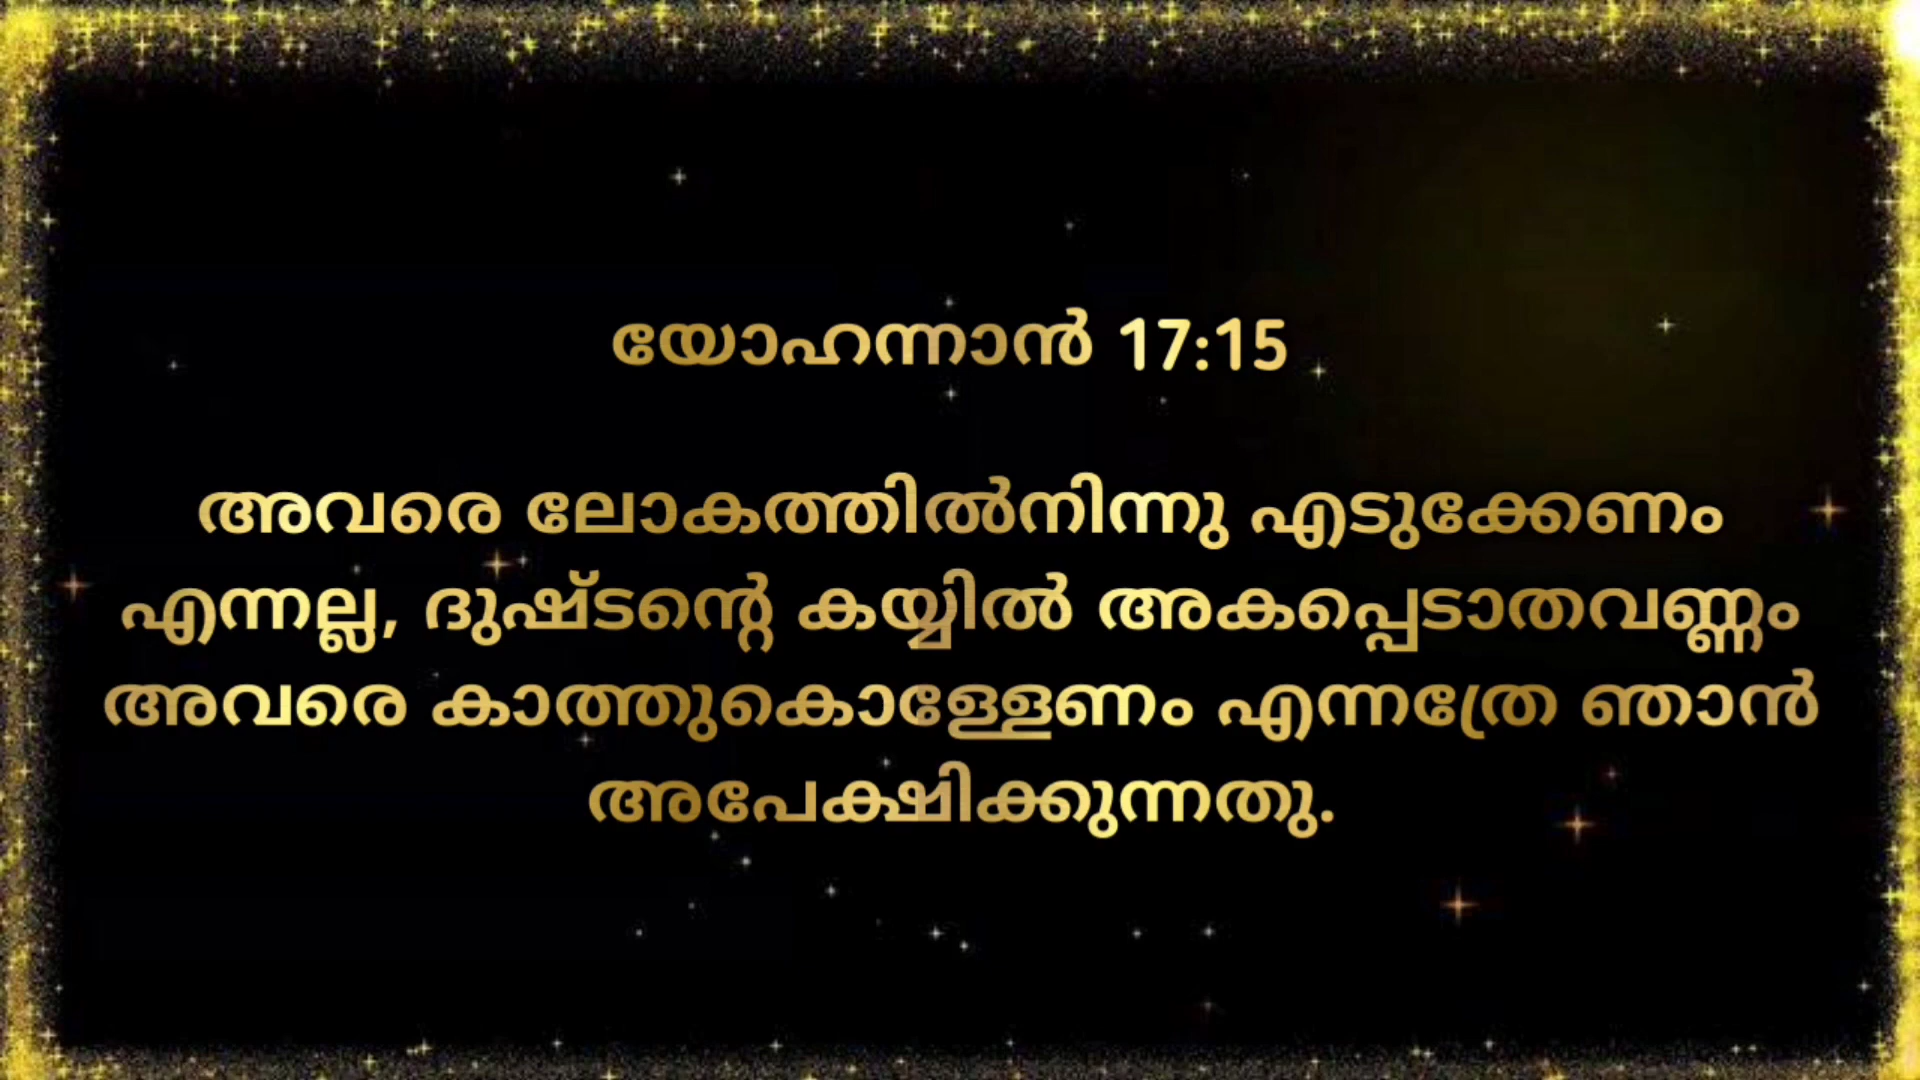 യോഹന്നാൻ 17:15
അവരെ ലോകത്തിൽനിന്നു എടുക്കേണം
എന്നല്ല, ദുഷ്ടന്റെ കയ്യിൽ അകപ്പെടാതവണ്ണം
അവരെ കാത്തുകൊള്ളേണം എന്നത്രേ ഞാൻ
അപേക്ഷിക്കുന്നതു.